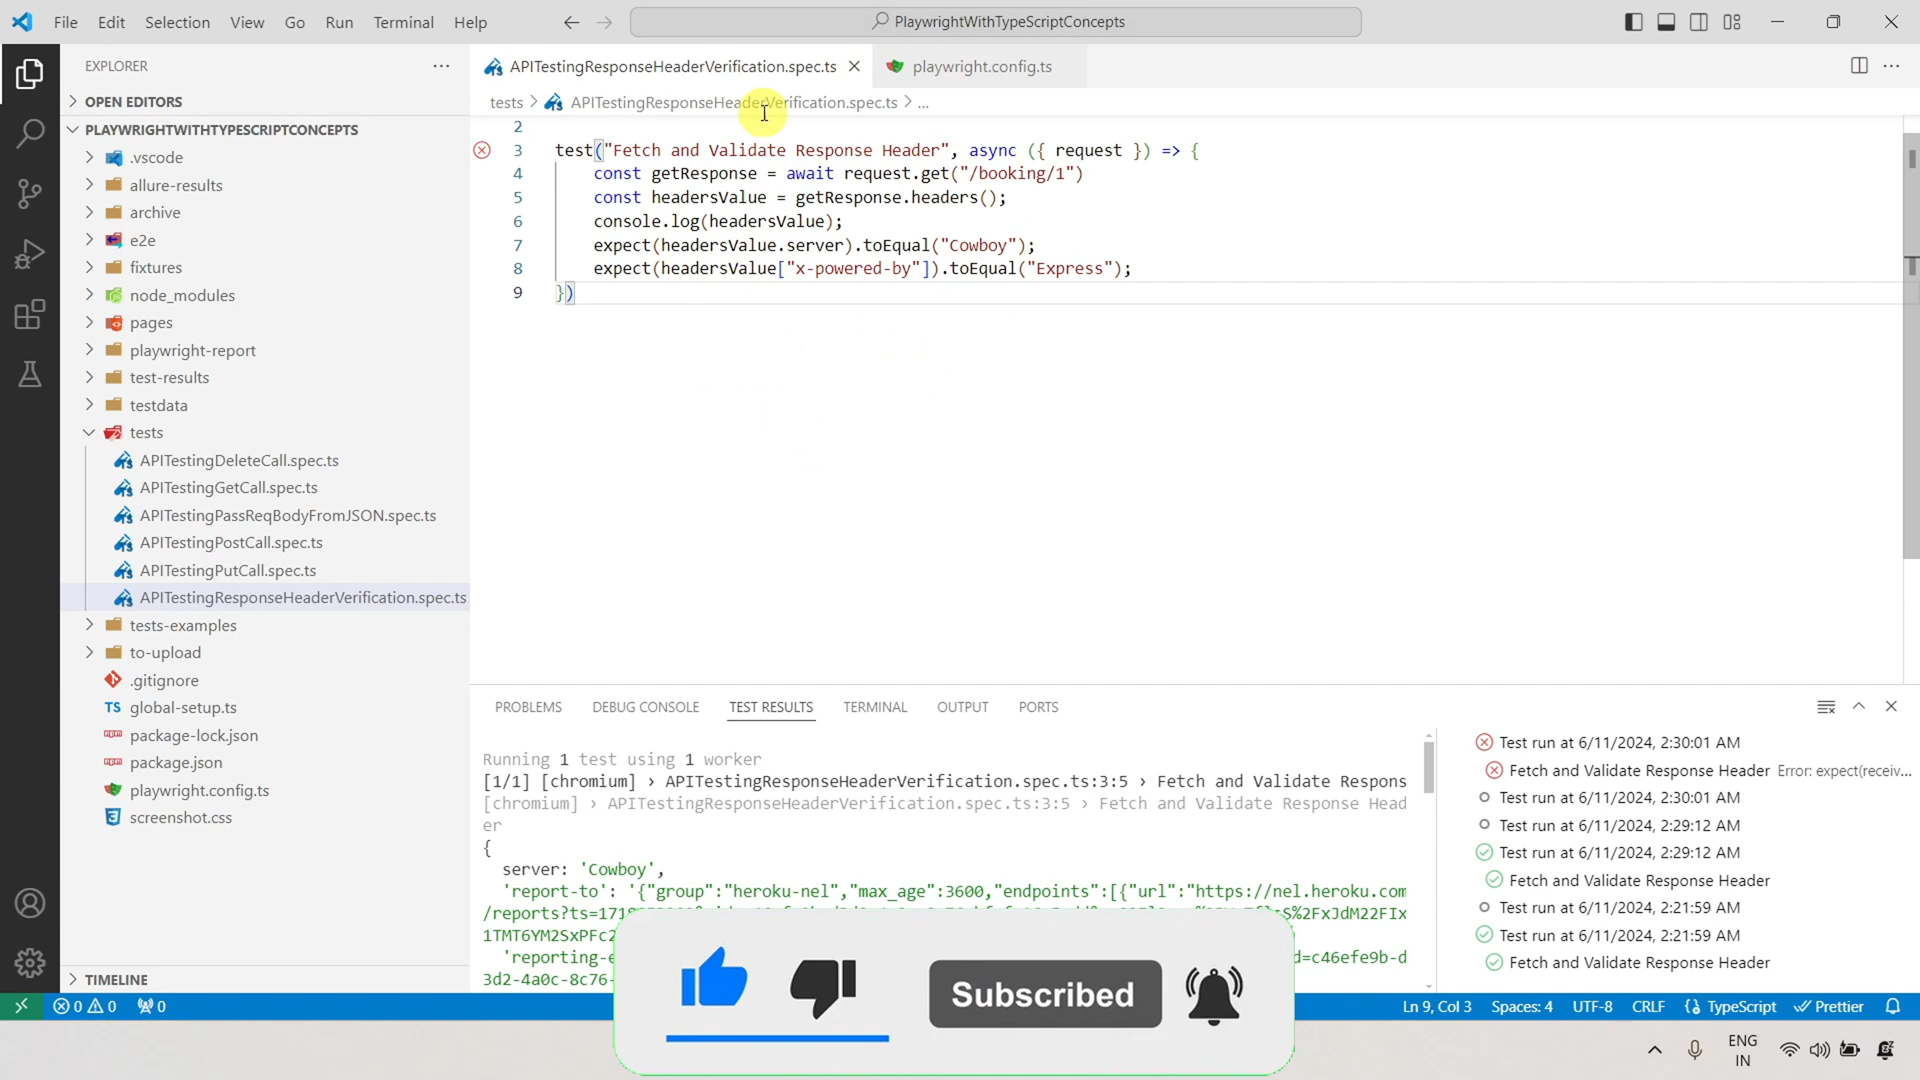 File Edit Selection View Go Run Terminal Help
PlaywrightWithTypeScriptConcepts
EXPLORER
OPEN EDITORS
PLAYWRIGHTWITHTYPESCRIPTCONCEPTS
.vscode
allure-results
archive
e2e
fixtures
node_modules
pages
playwright-report
test-results
testdata
tests
APITestingDeleteCall.spec.ts
APITestingGetCall.spec.ts
APITestingPassReqBodyFromJSON.spec.ts
APITestingPostCall.spec.ts
APITestingPutCall.spec.ts
APITestingResponseHeaderVerification.spec.ts
tests-examples
to-upload
.gitignore
TS global-setup.ts
package-lock.json
package.json
playwright.config.ts
screenshot.css
TIMELINE
APITestingResponseHeaderVerification.spec.ts
playwright.config.ts
tests > APITestingResponseHeaderVerification.spec.ts > ...
2
3 test("Fetch and Validate Response Header", async ({ request }) => {
4 const getResponse = await request.get("/booking/1")
5 const headersValue = getResponse.headers();
6 console.log(headersValue);
7 expect(headersValue.server).toEqual("Cowboy");
8 expect(headersValue["x-powered-by"]).toEqual("Express");
9 })
PROBLEMS DEBUG CONSOLE TEST RESULTS TERMINAL OUTPUT PORTS
Running 1 test using 1 worker
[1/1] [chromium] › APITestingResponseHeaderVerification.spec.ts:3:5 › Fetch and Validate Respons
[chromium] › APITestingResponseHeaderVerification.spec.ts:3:5 › Fetch and Validate Response Head
er
{
server: 'Cowboy',
'report-to': '{"group":"heroku-nel","max_age":3600,"endpoints":[{"url":"https://nel.heroku.com
/reports?ts=171
1TMT6YM2SxPFc2
'reporting-e
d=c46efe9b-d
3d2-4a0c-8c76-
Test run at 6/11/2024, 2:30:01 AM
Fetch and Validate Response Header Error: expect(receiv...
Test run at 6/11/2024, 2:30:01 AM
Test run at 6/11/2024, 2:29:12 AM
Test run at 6/11/2024, 2:29:12 AM
Fetch and Validate Response Header
Test run at 6/11/2024, 2:21:59 AM
Test run at 6/11/2024, 2:21:59 AM
Fetch and Validate Response Header
Subscribed
0 0 0
Ln 9, Col 3 Spaces: 4 UTF-8 CRLF {} TypeScript Prettier
ENG
IN